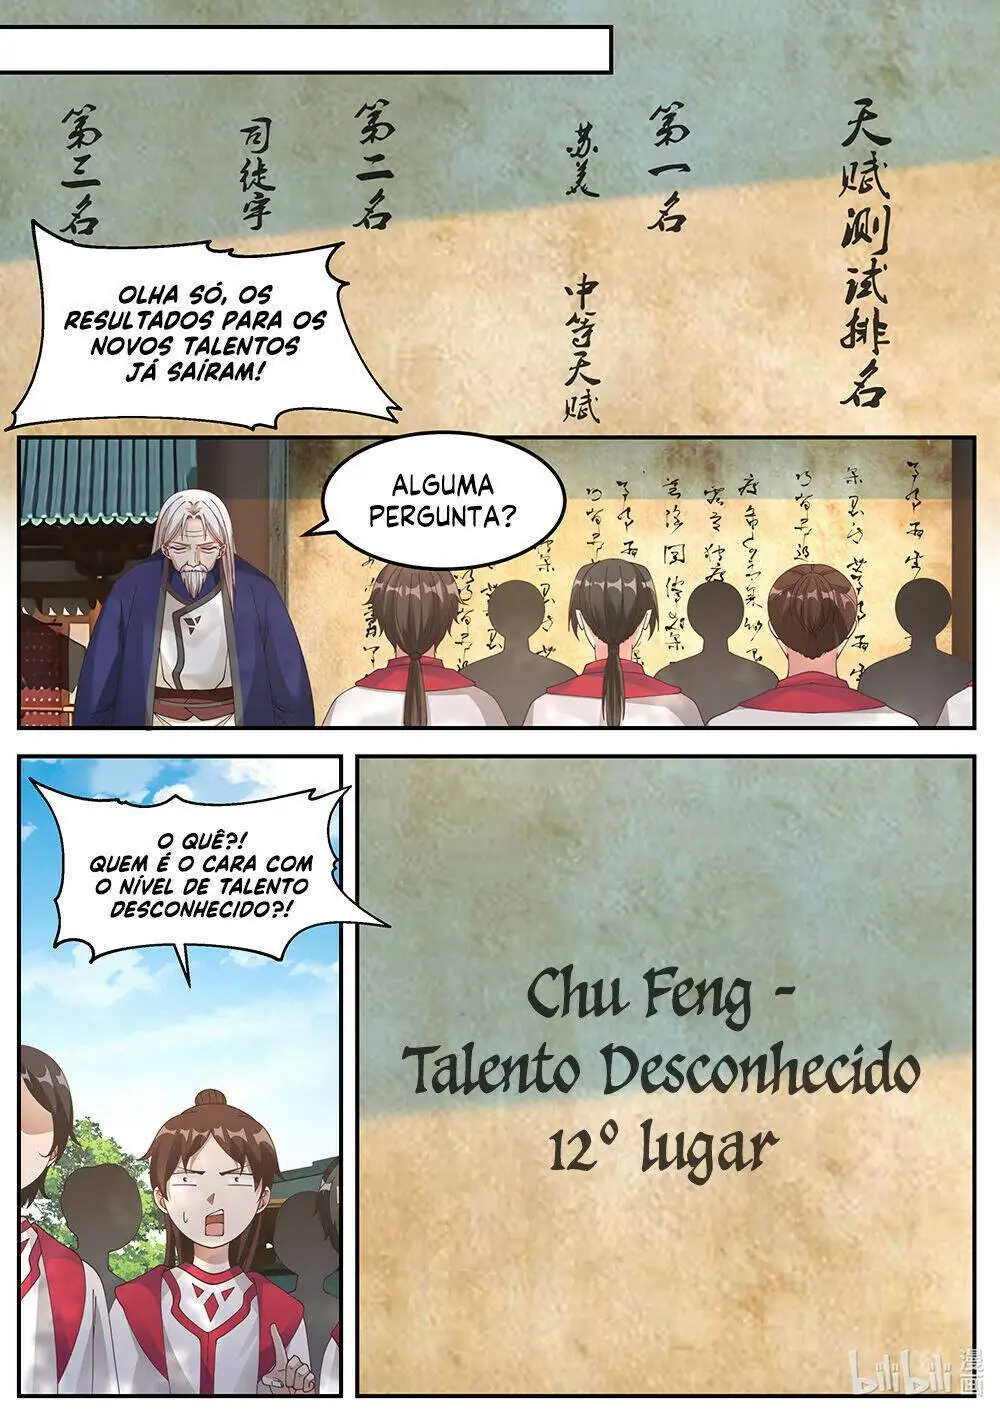 天赋测试排名
第一名
苏美 中等天赋
第二名
司徒宇
第三名
OLHA SÓ, OS
RESULTADOS PARA OS
NOVOS TALENTOS
JÁ SAÍRAM!
ALGUMA
PERGUNTA?
O QUÊ?!
QUEM É O CARA COM
O NÍVEL DE TALENTO
DESCONHECIDO?!
Chu Feng -
Talento Desconhecido
12º lugar
bilibili 漫画